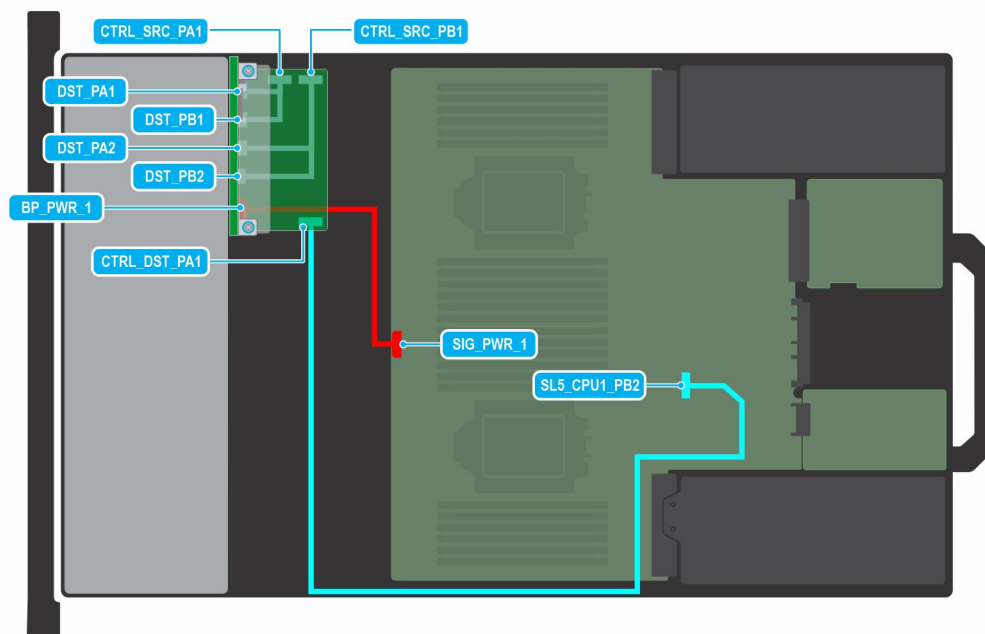 CTRL_SRC_PA1
CTRL_SRC_PB1
DST_PA1
DST_PB1
DST_PA2
DST_PB2
BP_PWR_1
CTRL_DST_PA1
SIG_PWR_1
SL5_CPU1_PB2